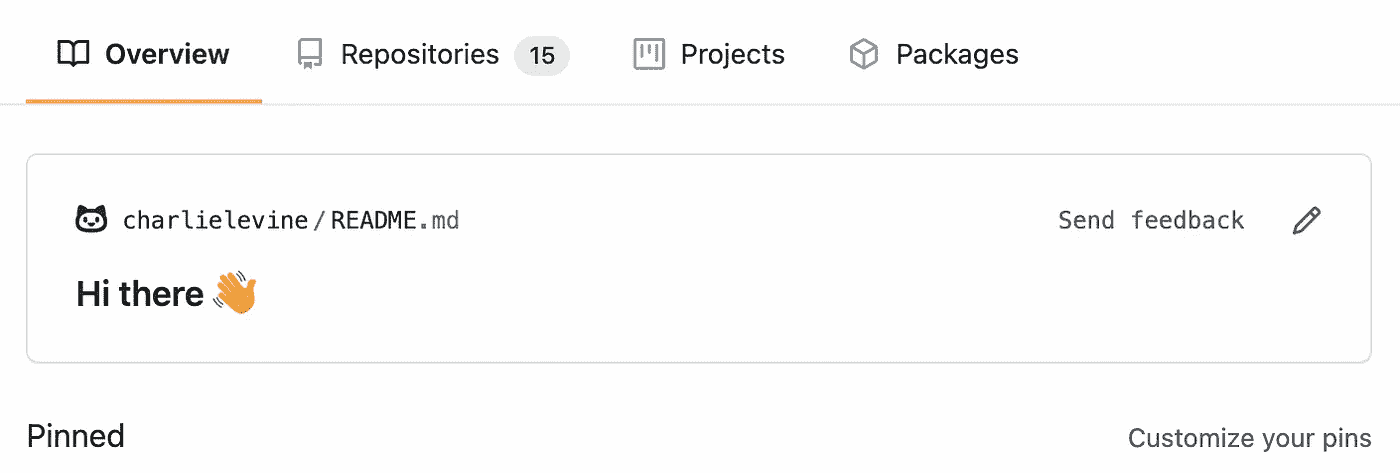 Overview Repositories 15 Projects Packages
charlielevine/README.md Send feedback
Hi there 👋
Pinned Customize your pins